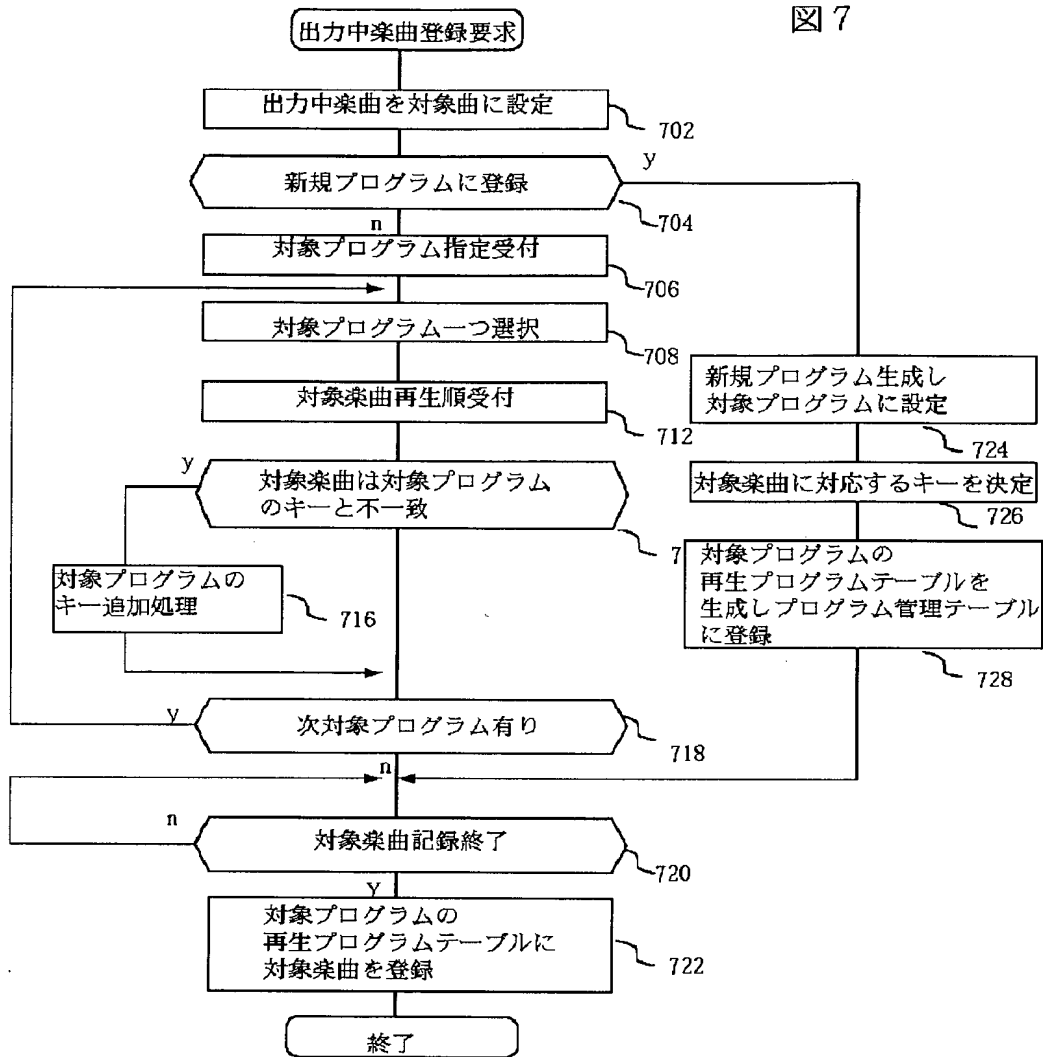 図7
出力中楽曲登録要求
出力中楽曲を対象曲に設定
702
y
新規プログラムに登録
704
n
対象プログラム指定受付
706
対象プログラム一つ選択
708
対象楽曲再生順受付
712
y
対象楽曲は対象プログラム
のキーと不一致
7
対象プログラムの
キー追加処理
716
y
次対象プログラム有り
718
n
新規プログラム生成し
対象プログラムに設定
724
対象楽曲に対応するキーを決定
726
対象プログラムの
再生プログラムテーブルを
生成しプログラム管理テーブル
に登録
728
n
対象楽曲記録終了
720
y
対象プログラムの
再生プログラムテーブルに
対象楽曲を登録
722
終了